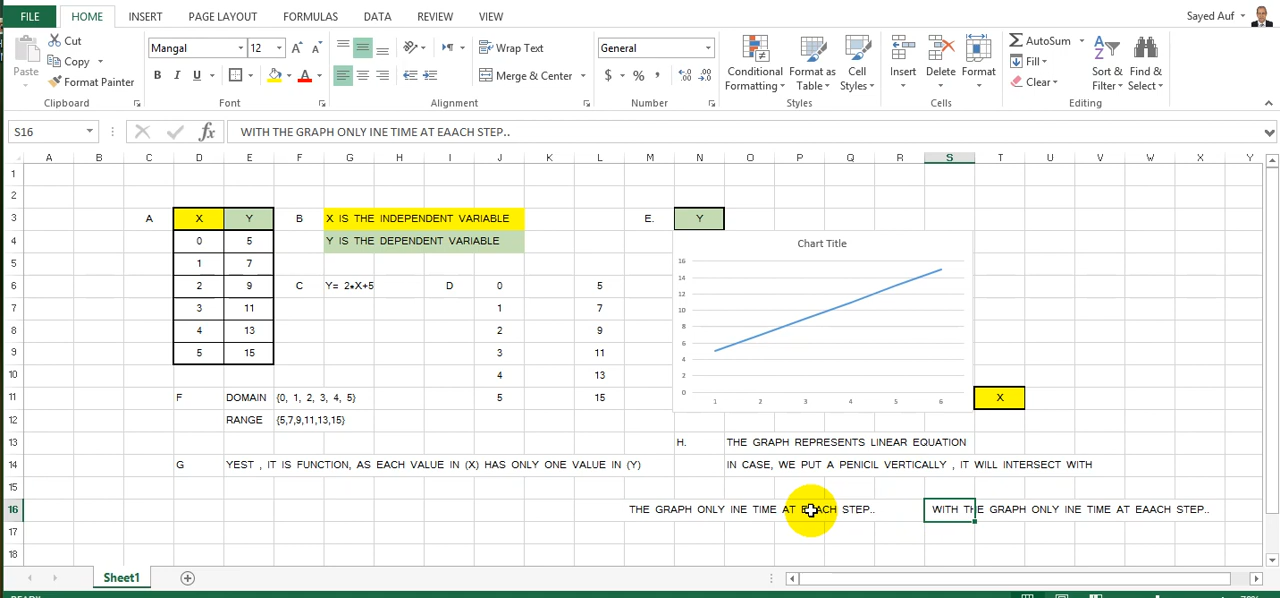 FILE HOME INSERT PAGE LAYOUT FORMULAS DATA REVIEW VIEW Sayed Auf
Paste Cut Copy Format Painter Clipboard
Mangal 12 A A B I U A Font
Wrap Text Merge & Center Alignment
General $ % , Number
Conditional Formatting Format as Table Cell Styles Styles
Insert Delete Format Cells
AutoSum Fill Clear Sort & Filter Find & Select Editing
S16 fx WITH THE GRAPH ONLY INE TIME AT EAACH STEP..
A B C D E F G H I J K L M N O P Q R S T U V W X Y
1
2
3 A X Y B X IS THE INDEPENDENT VARIABLE E. Y
4 0 5 Y IS THE DEPENDENT VARIABLE
5 1 7
6 2 9 C Y= 2*X+5 D 0 5
7 3 11 1 7
8 4 13 2 9
9 5 15 3 11
10 4 13
11 F DOMAIN {0, 1, 2, 3, 4, 5} 5 15 X
12 RANGE {5,7,9,11,13,15}
13 H. THE GRAPH REPRESENTS LINEAR EQUATION
14 G YEST , IT IS FUNCTION, AS EACH VALUE IN (X) HAS ONLY ONE VALUE IN (Y) IN CASE, WE PUT A PENICIL VERTICALLY , IT WILL INTERSECT WITH
15
16 THE GRAPH ONLY INE TIME AT EAACH STEP.. WITH THE GRAPH ONLY INE TIME AT EAACH STEP..
17
18
Chart Title
16
14
12
10
8
6
4
2
0
1 2 3 4 5 6
Sheet1